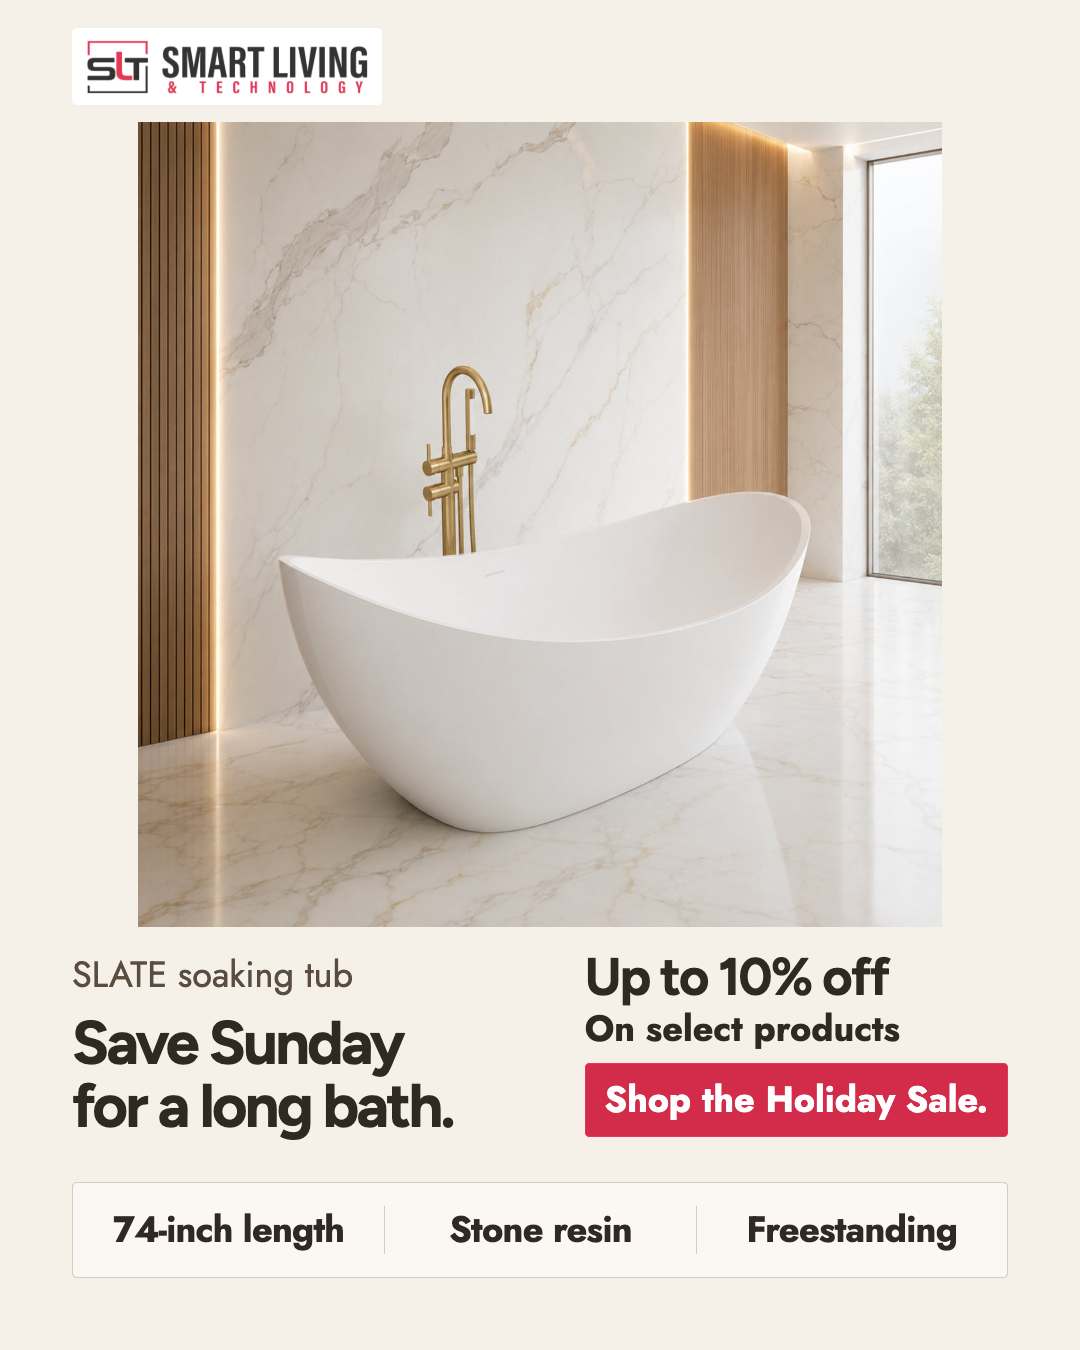 SLT SMART LIVING
& TECHNOLOGY
SLATE soaking tub
Save Sunday
for a long bath.
Up to 10% off
On select products
Shop the Holiday Sale.
74-inch length
Stone resin
Freestanding